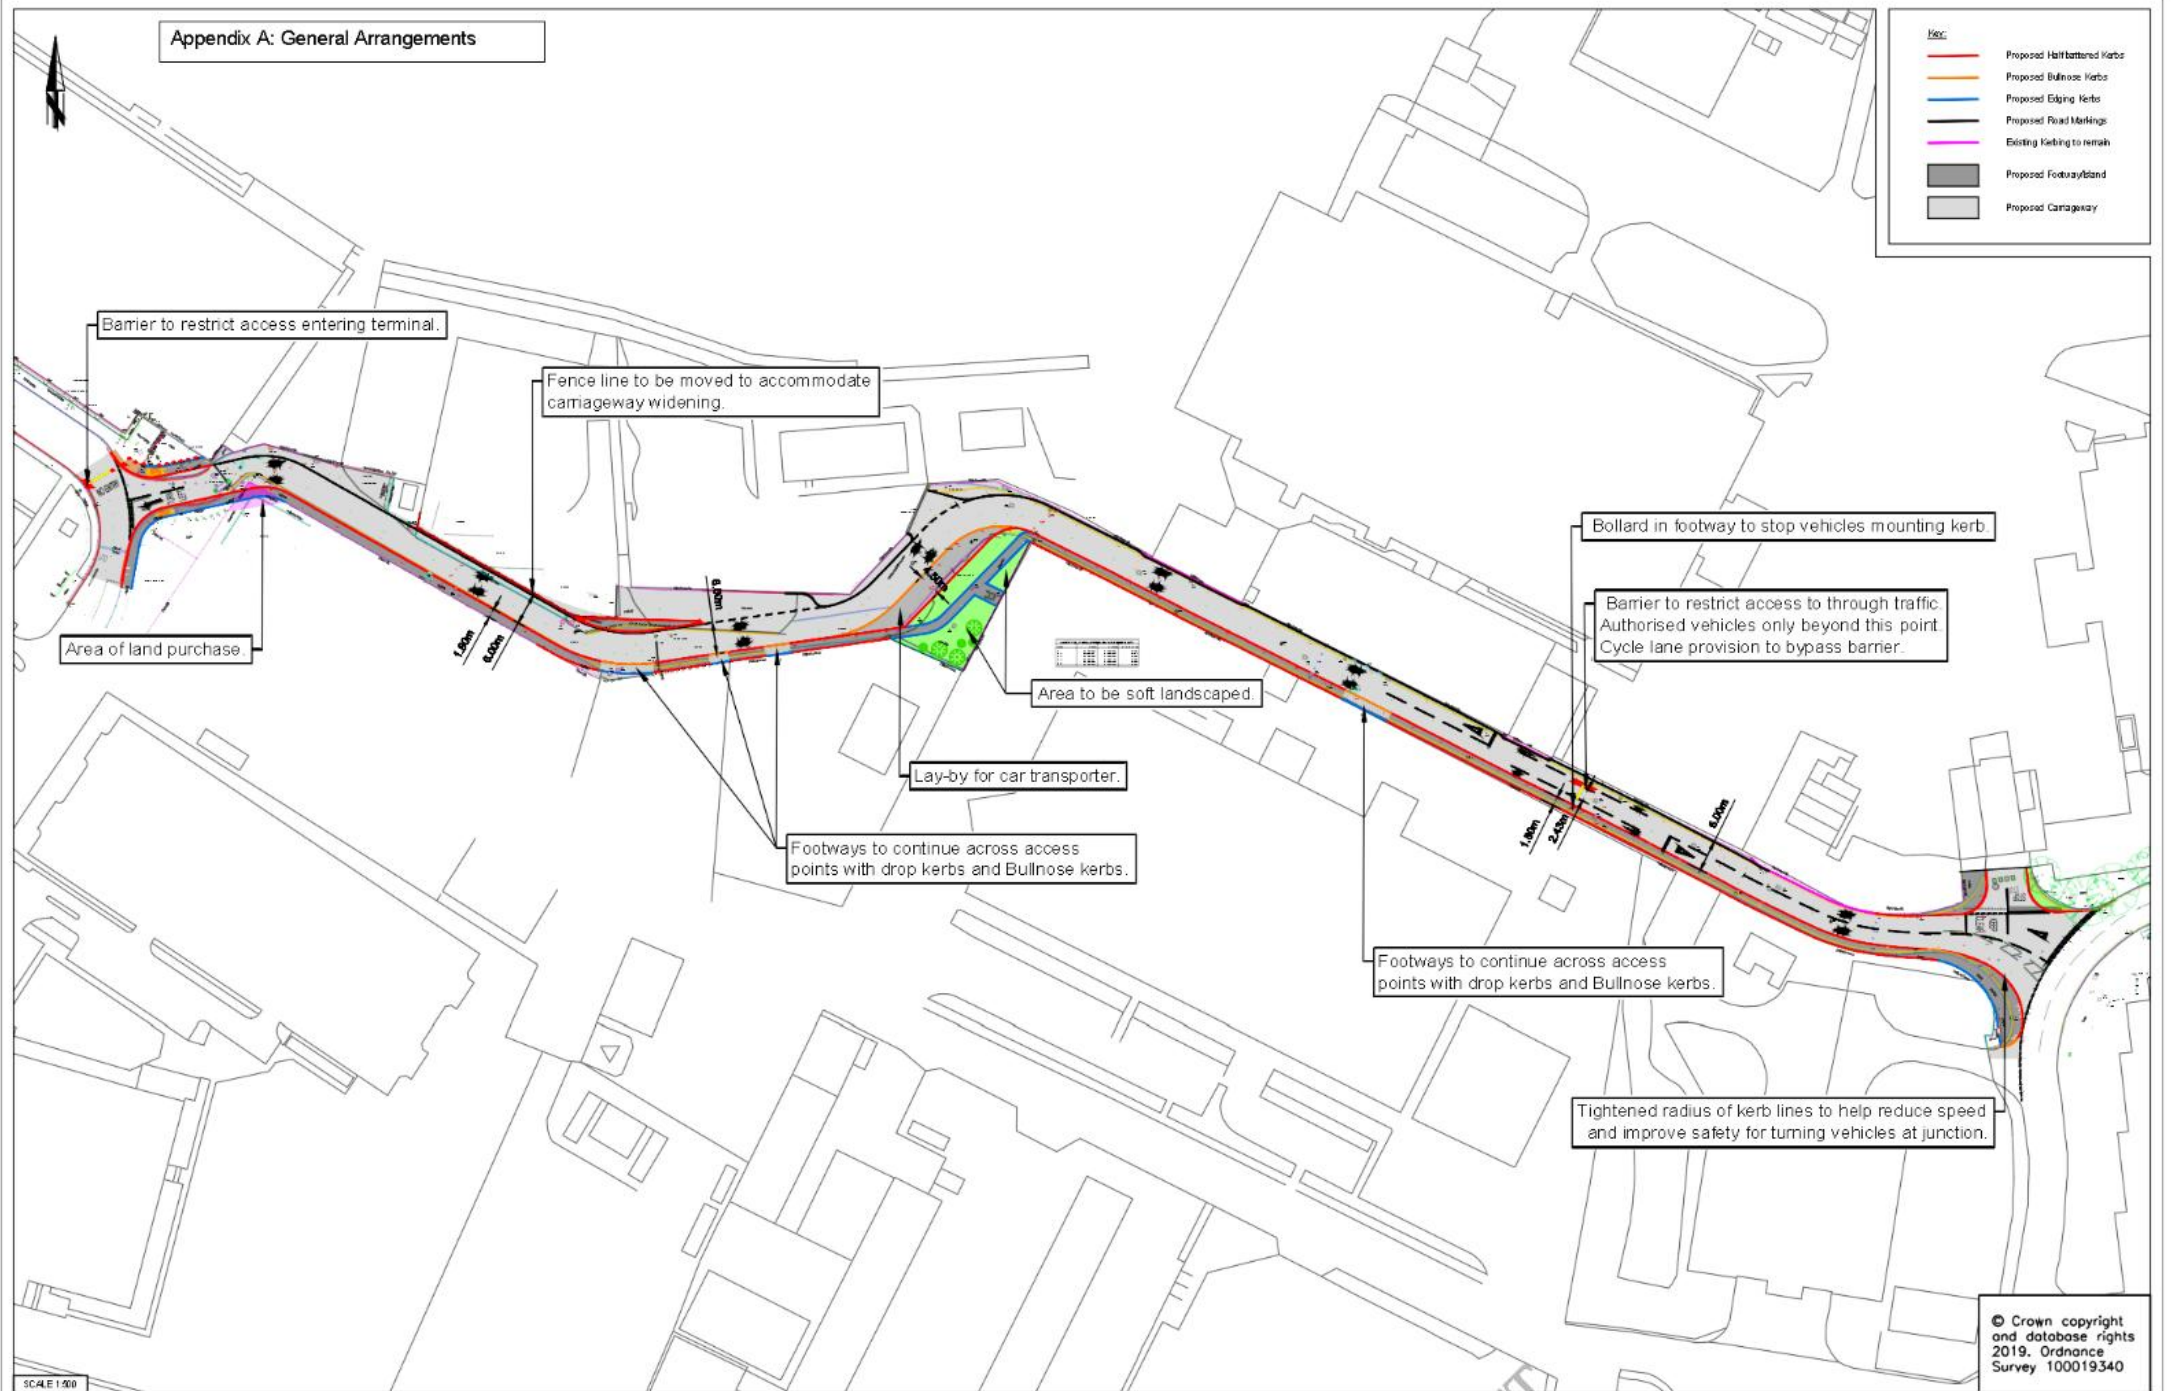 Appendix A: General Arrangements
Key:
Proposed Half battered Kerbs
Proposed Bullnose Kerbs
Proposed Edging Kerbs
Proposed Road Markings
Existing Kerbing to remain
Proposed Footway/Island
Proposed Carriageway
Barrier to restrict access entering terminal.
Fence line to be moved to accommodate
carriageway widening.
Bollard in footway to stop vehicles mounting kerb.
Barrier to restrict access to through traffic.
Authorised vehicles only beyond this point.
Cycle lane provision to bypass barrier.
Area of land purchase.
1.80m
6.00m
Area to be soft landscaped.
Lay-by for car transporter.
Footways to continue across access
points with drop kerbs and Bullnose kerbs.
1.80m
2.43m
Footways to continue across access
points with drop kerbs and Bullnose kerbs.
Tightened radius of kerb lines to help reduce speed
and improve safety for turning vehicles at junction.
© Crown copyright
and database rights
2019. Ordnance
Survey 100019340
SCALE 1:500